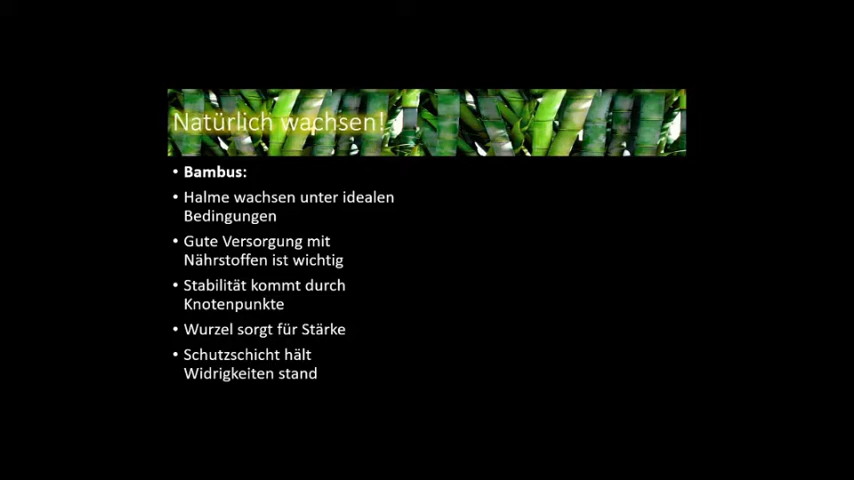 Natürlich wachsen!
• Bambus:
• Halme wachsen unter idealen
Bedingungen
• Gute Versorgung mit
Nährstoffen ist wichtig
• Stabilität kommt durch
Knotenpunkte
• Wurzel sorgt für Stärke
• Schutzschicht hält
Widrigkeiten stand